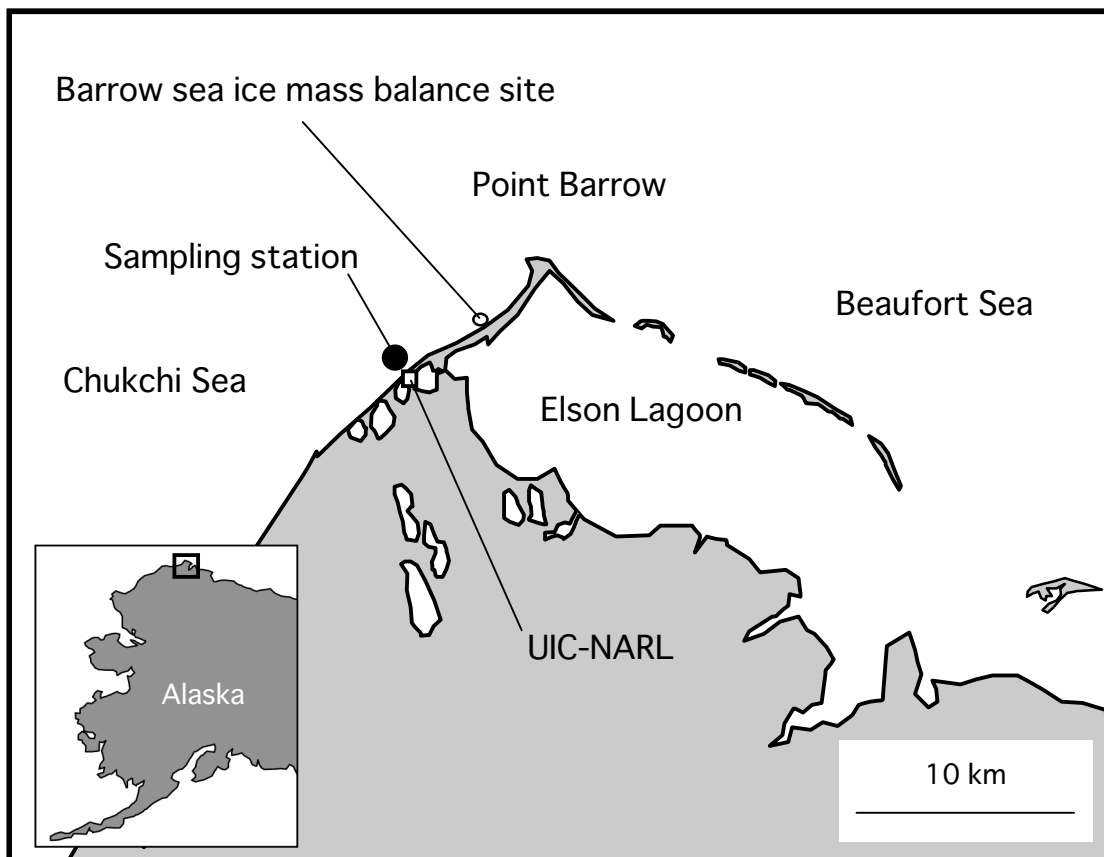 Barrow sea ice mass balance site
Point Barrow
Sampling station
Beaufort Sea
Chukchi Sea
Elson Lagoon
UIC-NARL
Alaska
10 km